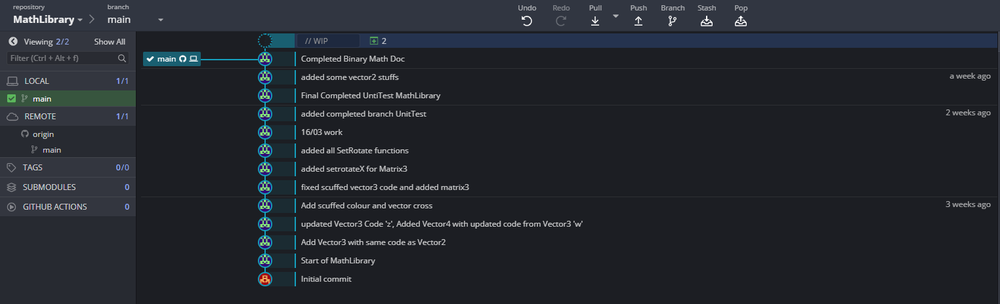 repository
branch
MathLibrary
main
Undo
Redo
Pull
Push
Branch
Stash
Pop
Viewing 2/2
Show All
Filter (Ctrl + Alt + f)
LOCAL 1/1
main
REMOTE 1/1
origin
main
TAGS 0/0
SUBMODULES 0
GITHUB ACTIONS 0
// WIP 2
main
Completed Binary Math Doc
added some vector2 stuffs
a week ago
Final Completed UntiTest MathLibrary
added completed branch UnitTest
2 weeks ago
16/03 work
added all SetRotate functions
added setrotateX for Matrix3
fixed scuffed vector3 code and added matrix3
Add scuffed colour and vector cross
3 weeks ago
updated Vector3 Code 'z', Added Vector4 with updated code from Vector3 'w'
Add Vector3 with same code as Vector2
Start of MathLibrary
Initial commit